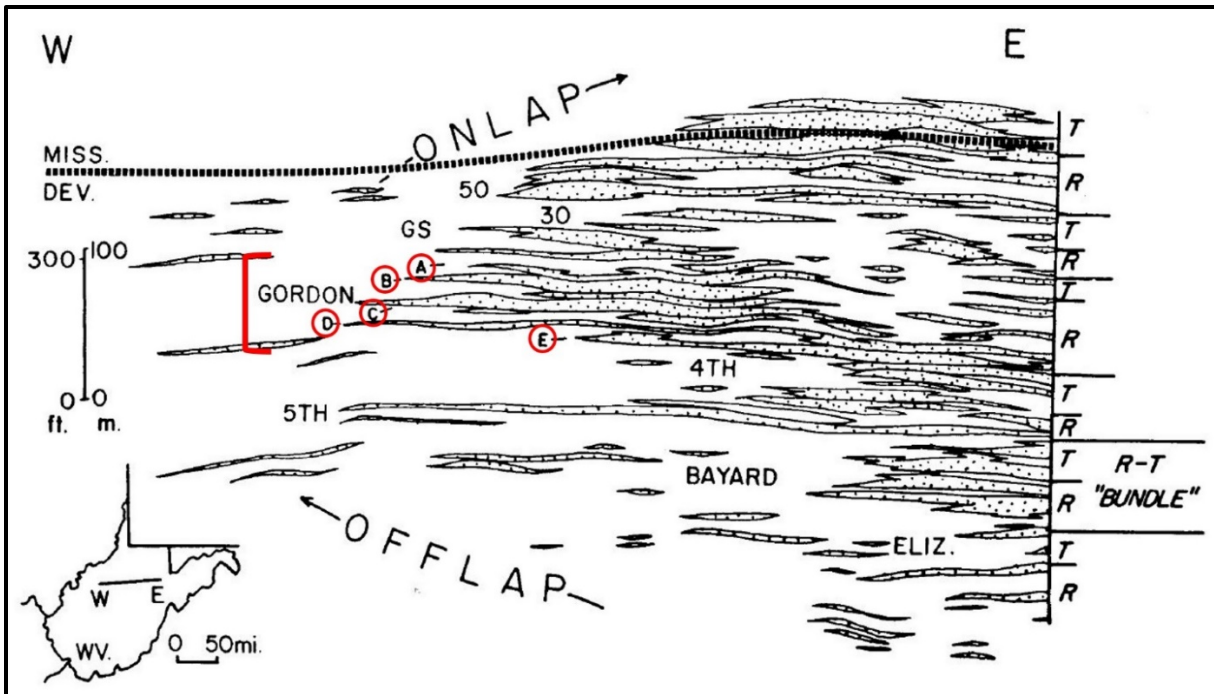 W
E
ONLAP
MISS.
DEV.
50
30
GS
300
100
A
B
GORDON
C
D
E
4TH
0
0
ft.
m.
5TH
BAYARD
ELIZ.
OFFLAP
T
R
T
R
T
R
T
R
T
R
T
R
R-T
"BUNDLE"
W
E
WV.
0 50mi.